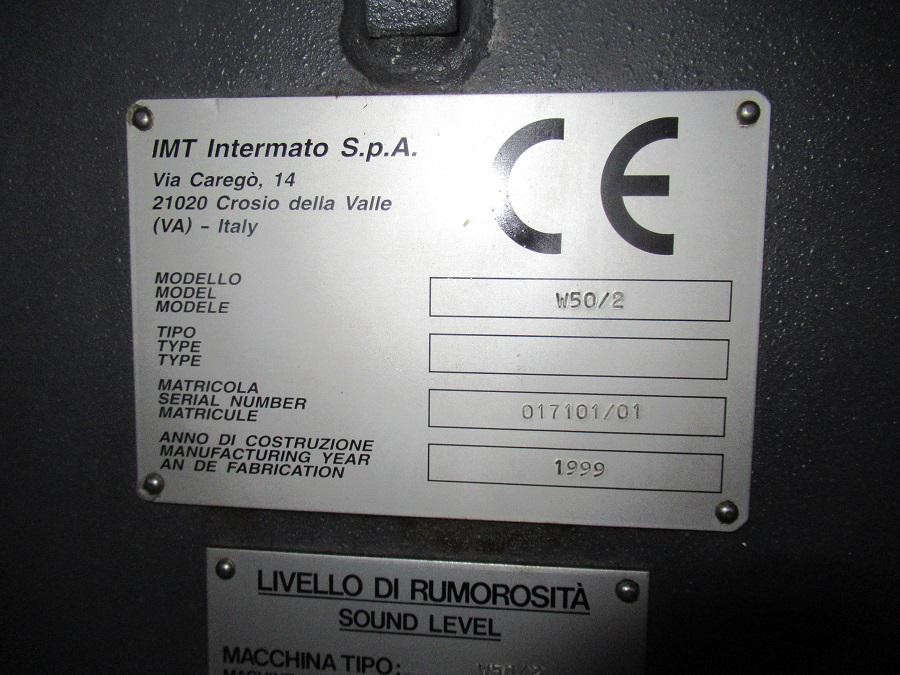 IMT Intermato S.p.A.
Via Caregò, 14
21020 Crosio della Valle
(VA) - Italy
CE
MODELLO
MODEL
MODELE
W50/2
TIPO
TYPE
TYPE
MATRICOLA
SERIAL NUMBER
MATRICULE
017101/01
ANNO DI COSTRUZIONE
MANUFACTURING YEAR
AN DE FABRICATION
1999
LIVELLO DI RUMOROSITÀ
SOUND LEVEL
MACCHINA TIPO: W50/2